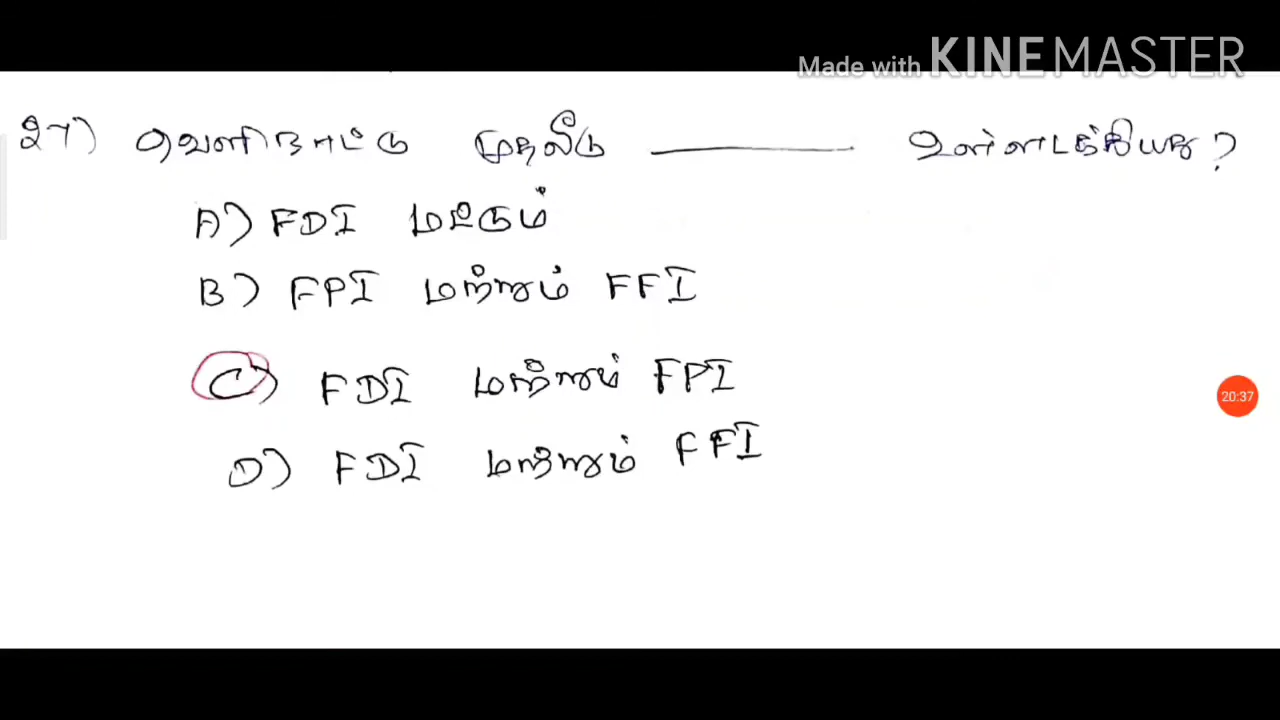 Made with KINEMASTER
27) வெளிநாட்டு முதலீடு ———— உள்ளடக்கியது?
A) FDI மட்டும்
B) FPI மற்றும் FFI
C) FDI மற்றும் FPI
20:37
D) FDI மற்றும் FFI